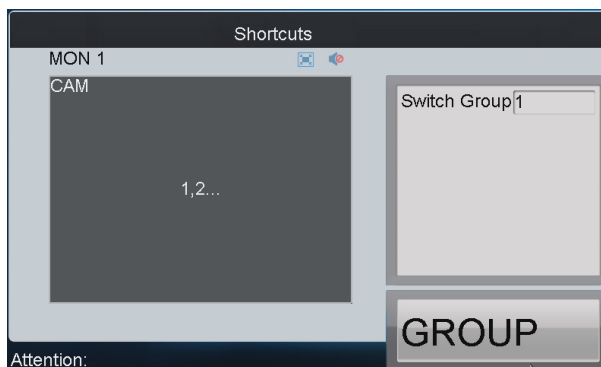 Shortcuts
MON 1
CAM
Switch Group 1
1,2...
GROUP
Attention: